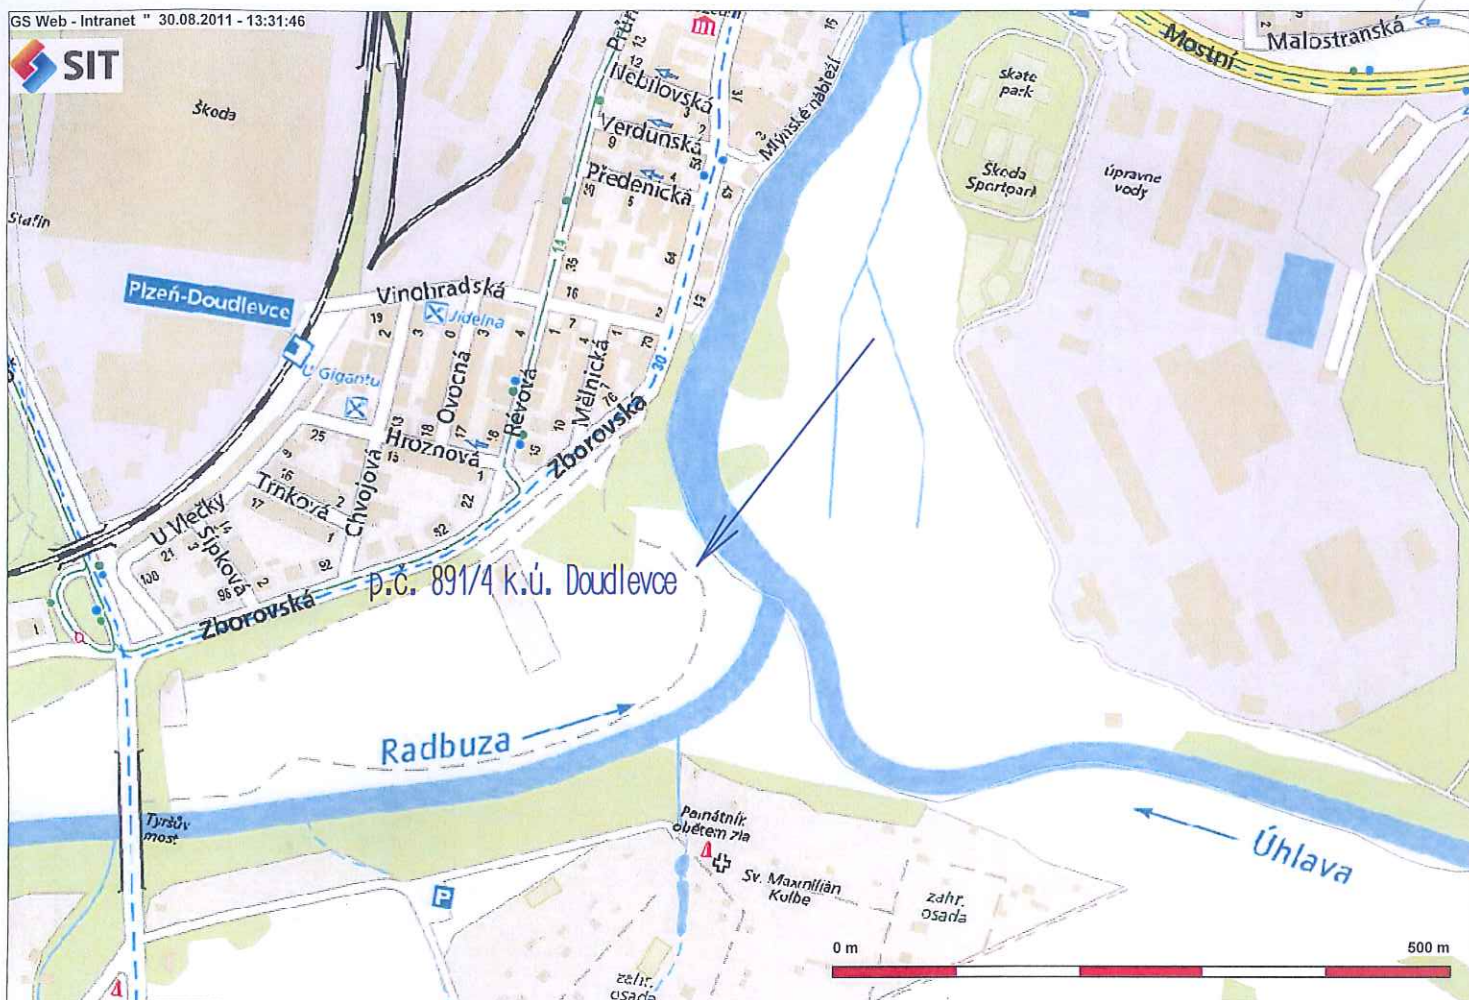 GS Web - Intranet " 30.08.2011 - 13:31:46
SIT
Škoda
Nebílovská
Verdunská
Předenická
Mlýnské nábřeží
skate
park
Mostní
Malostranská
Škoda
Sportpark
úpravne
vody
Plzeň-Doudlevce
Vinohradská
Jídelna
U Gigantu
Ovocná
Révová
Mělnická
Hroznová
Zborovská
Trnková
Chvojová
U Vlečky
Šípková
p.č. 891/4 k.ú. Doudlevce
Zborovská
Radbuza
Tyršův
most
Památník
obětem zla
Sv. Maxmilián
Kolbe
Úhlava
zahr.
osada
P
zahr.
osada
0 m
500 m